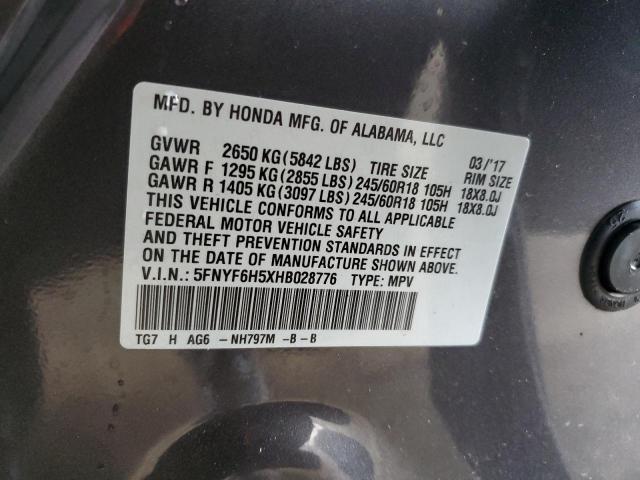 MFD. BY HONDA MFG. OF ALABAMA, LLC
GVWR 2650 KG (5842 LBS) TIRE SIZE 03/'17 RIM SIZE
GAWR F 1295 KG (2855 LBS) 245/60R18 105H 18X8.0J
GAWR R 1405 KG (3097 LBS) 245/60R18 105H 18X8.0J
THIS VEHICLE CONFORMS TO ALL APPLICABLE
FEDERAL MOTOR VEHICLE SAFETY
AND THEFT PREVENTION STANDARDS IN EFFECT
ON THE DATE OF MANUFACTURE SHOWN ABOVE.
V.I.N.: 5FNYF6H5XHB028776 TYPE: MPV
TG7 H AG6 - NH797M - B - B